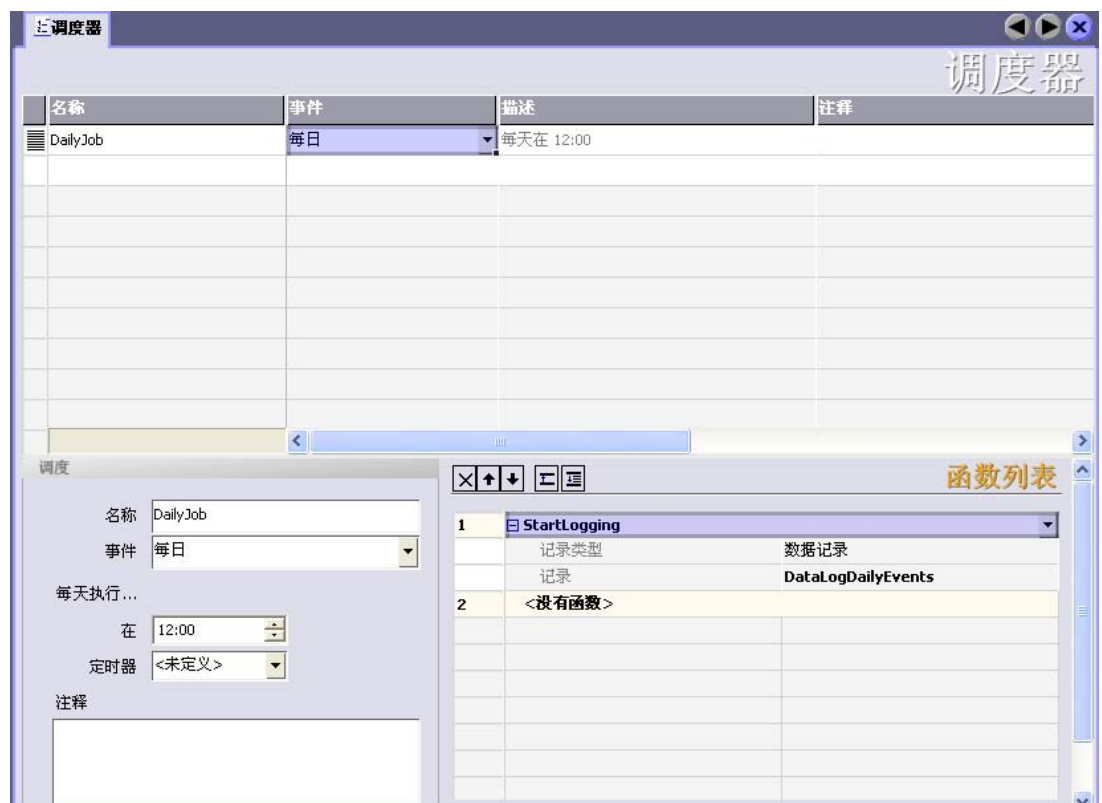 调度器
调度器
名称 事件 描述 注释
DailyJob 每日 每天在 12:00
调度
名称 DailyJob
事件 每日
每天执行...
在 12:00
定时器 <未定义>
注释
函数列表
1 StartLogging
记录类型 数据记录
记录 DataLogDailyEvents
2 <没有函数>